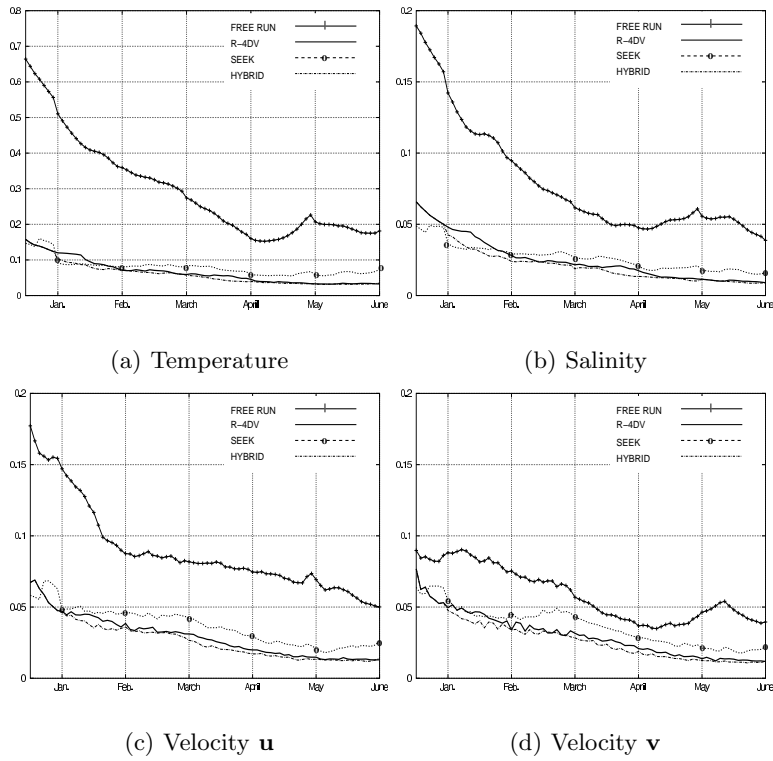 0.8
0.7
0.6
0.5
0.4
0.3
0.2
0.1
0
FREE RUN
R-4DV
SEEK
HYBRID
Jan. Feb. March April May June
(a) Temperature
0.2
0.15
0.1
0.05
0
FREE RUN
R-4DV
SEEK
HYBRID
Jan. Feb. March April May June
(b) Salinity
0.2
0.15
0.1
0.05
0
FREE RUN
R-4DV
SEEK
HYBRID
Jan. Feb. March April May June
(c) Velocity u
0.2
0.15
0.1
0.05
0
FREE RUN
R-4DV
SEEK
HYBRID
Jan. Feb. March April May June
(d) Velocity v